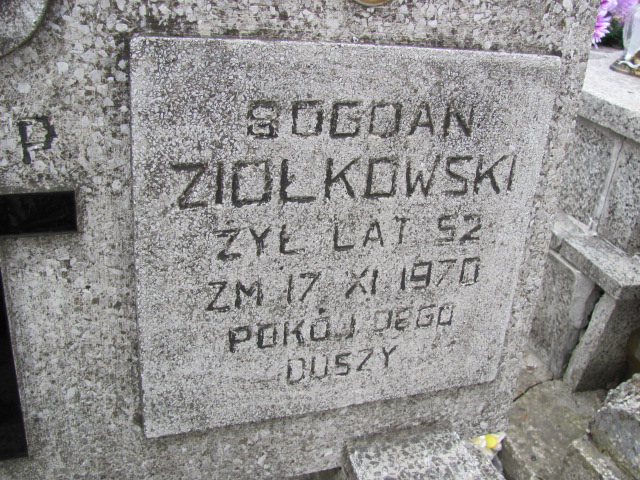 P
BOGDAN
ZIOŁKOWSKI
ŻYŁ LAT 52
ZM 17 XI 1970
POKÓJ JEGO
DUSZY